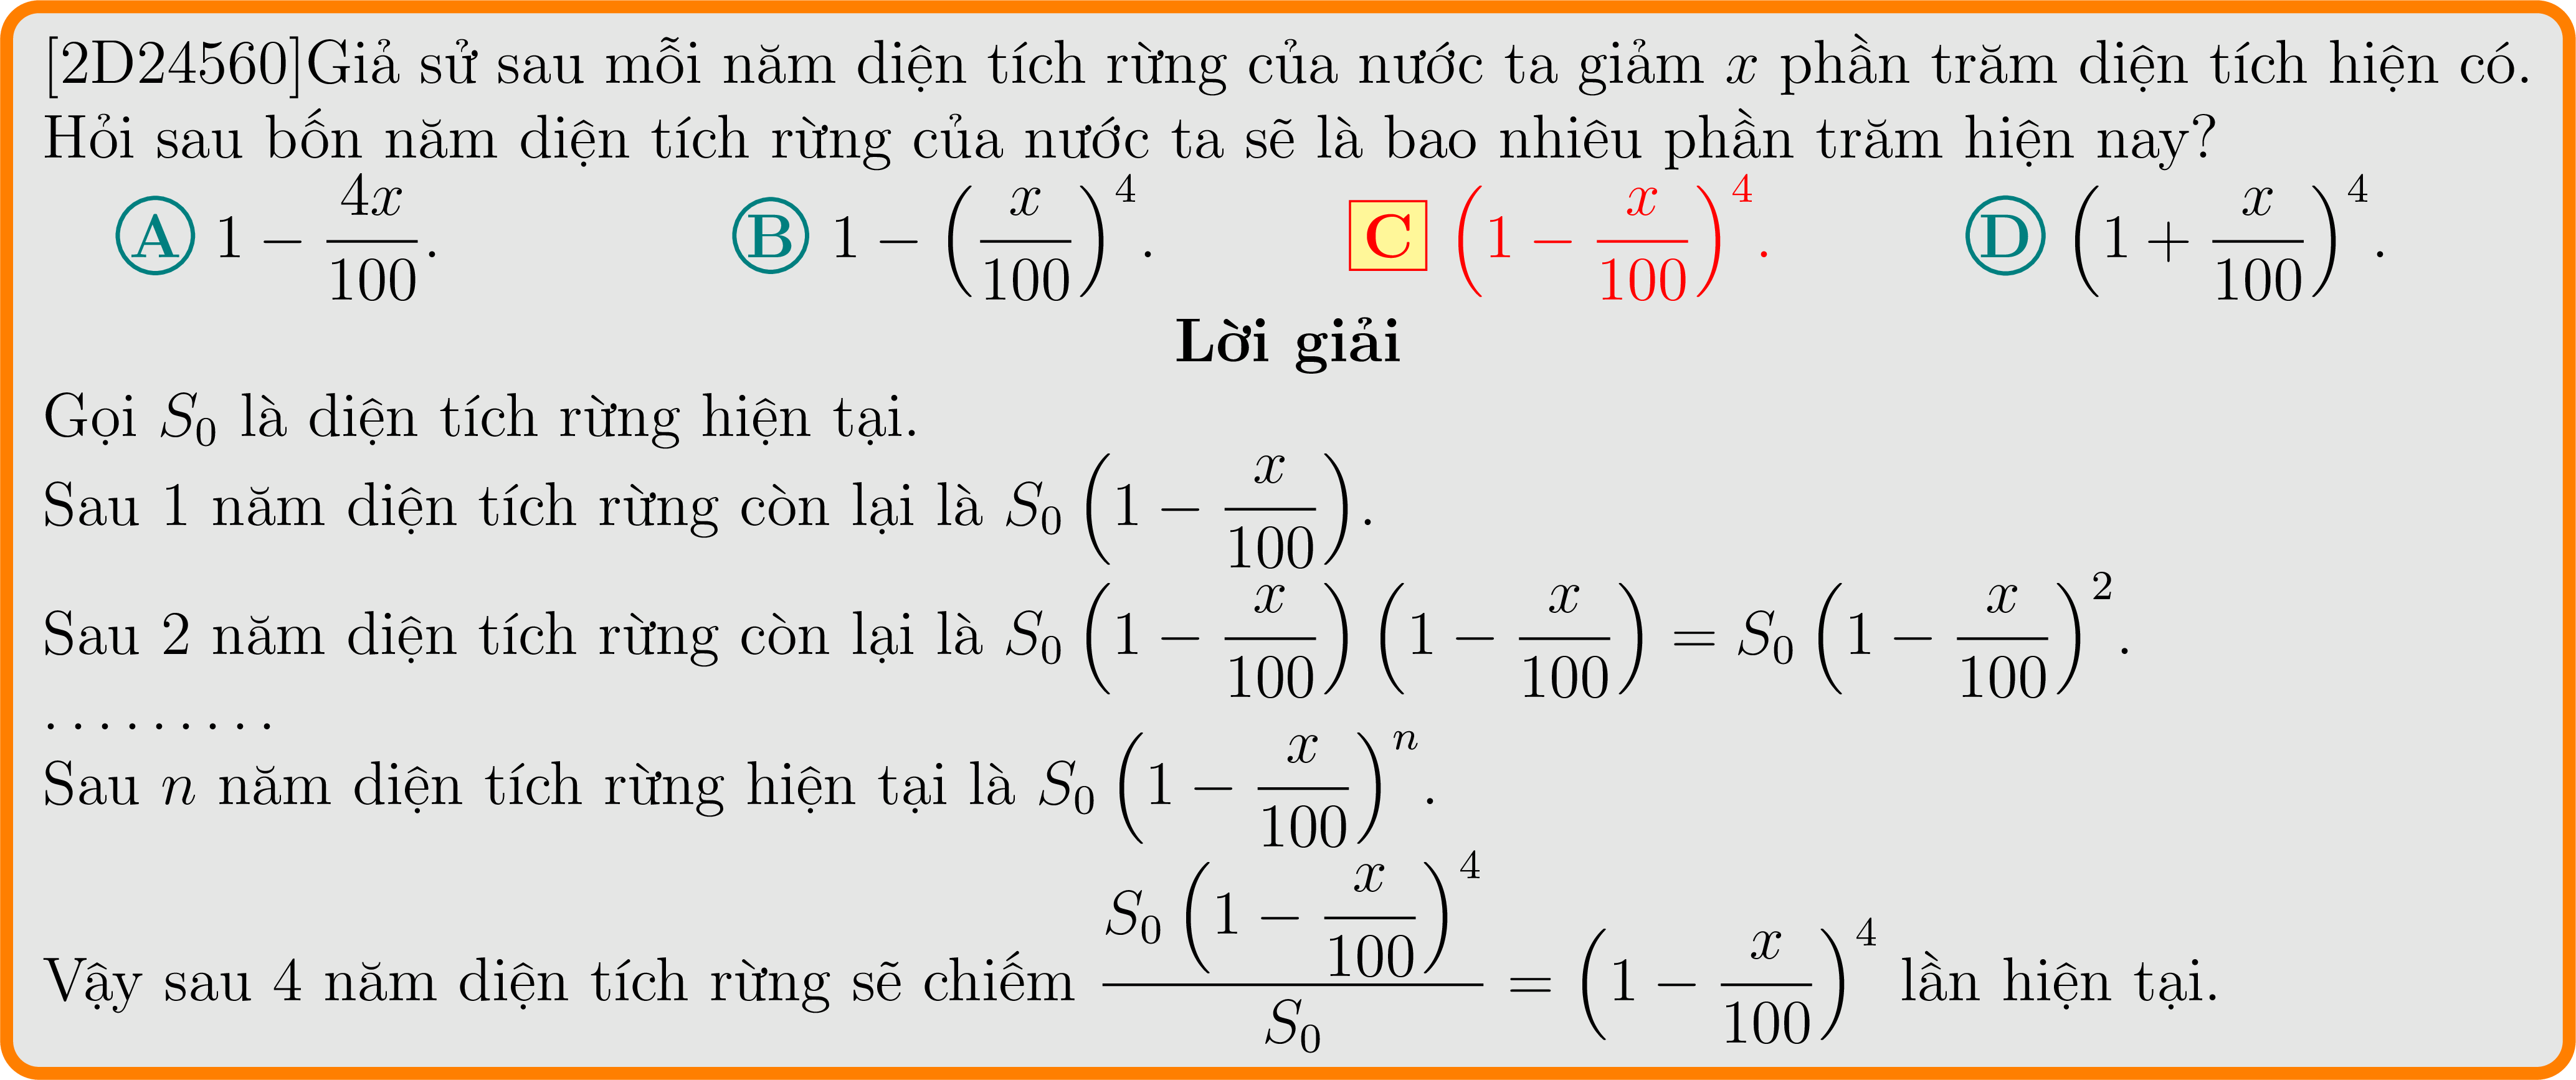 [2D24560]Giả sử sau mỗi năm diện tích rừng của nước ta giảm x phần trăm diện tích hiện có.
Hỏi sau bốn năm diện tích rừng của nước ta sẽ là bao nhiêu phần trăm hiện nay?
A $1 - \frac{4x}{100}$. B $1 - \left(\frac{x}{100}\right)^4$. C $\left(1 - \frac{x}{100}\right)^4$. D $\left(1 + \frac{x}{100}\right)^4$.
Lời giải
Gọi $S_0$ là diện tích rừng hiện tại.
Sau 1 năm diện tích rừng còn lại là $S_0\left(1 - \frac{x}{100}\right)$.
Sau 2 năm diện tích rừng còn lại là $S_0\left(1 - \frac{x}{100}\right)\left(1 - \frac{x}{100}\right) = S_0\left(1 - \frac{x}{100}\right)^2$.
.........
Sau $n$ năm diện tích rừng hiện tại là $S_0\left(1 - \frac{x}{100}\right)^n$.
Vậy sau 4 năm diện tích rừng sẽ chiếm $\frac{S_0\left(1 - \frac{x}{100}\right)^4}{S_0} = \left(1 - \frac{x}{100}\right)^4$ lần hiện tại.